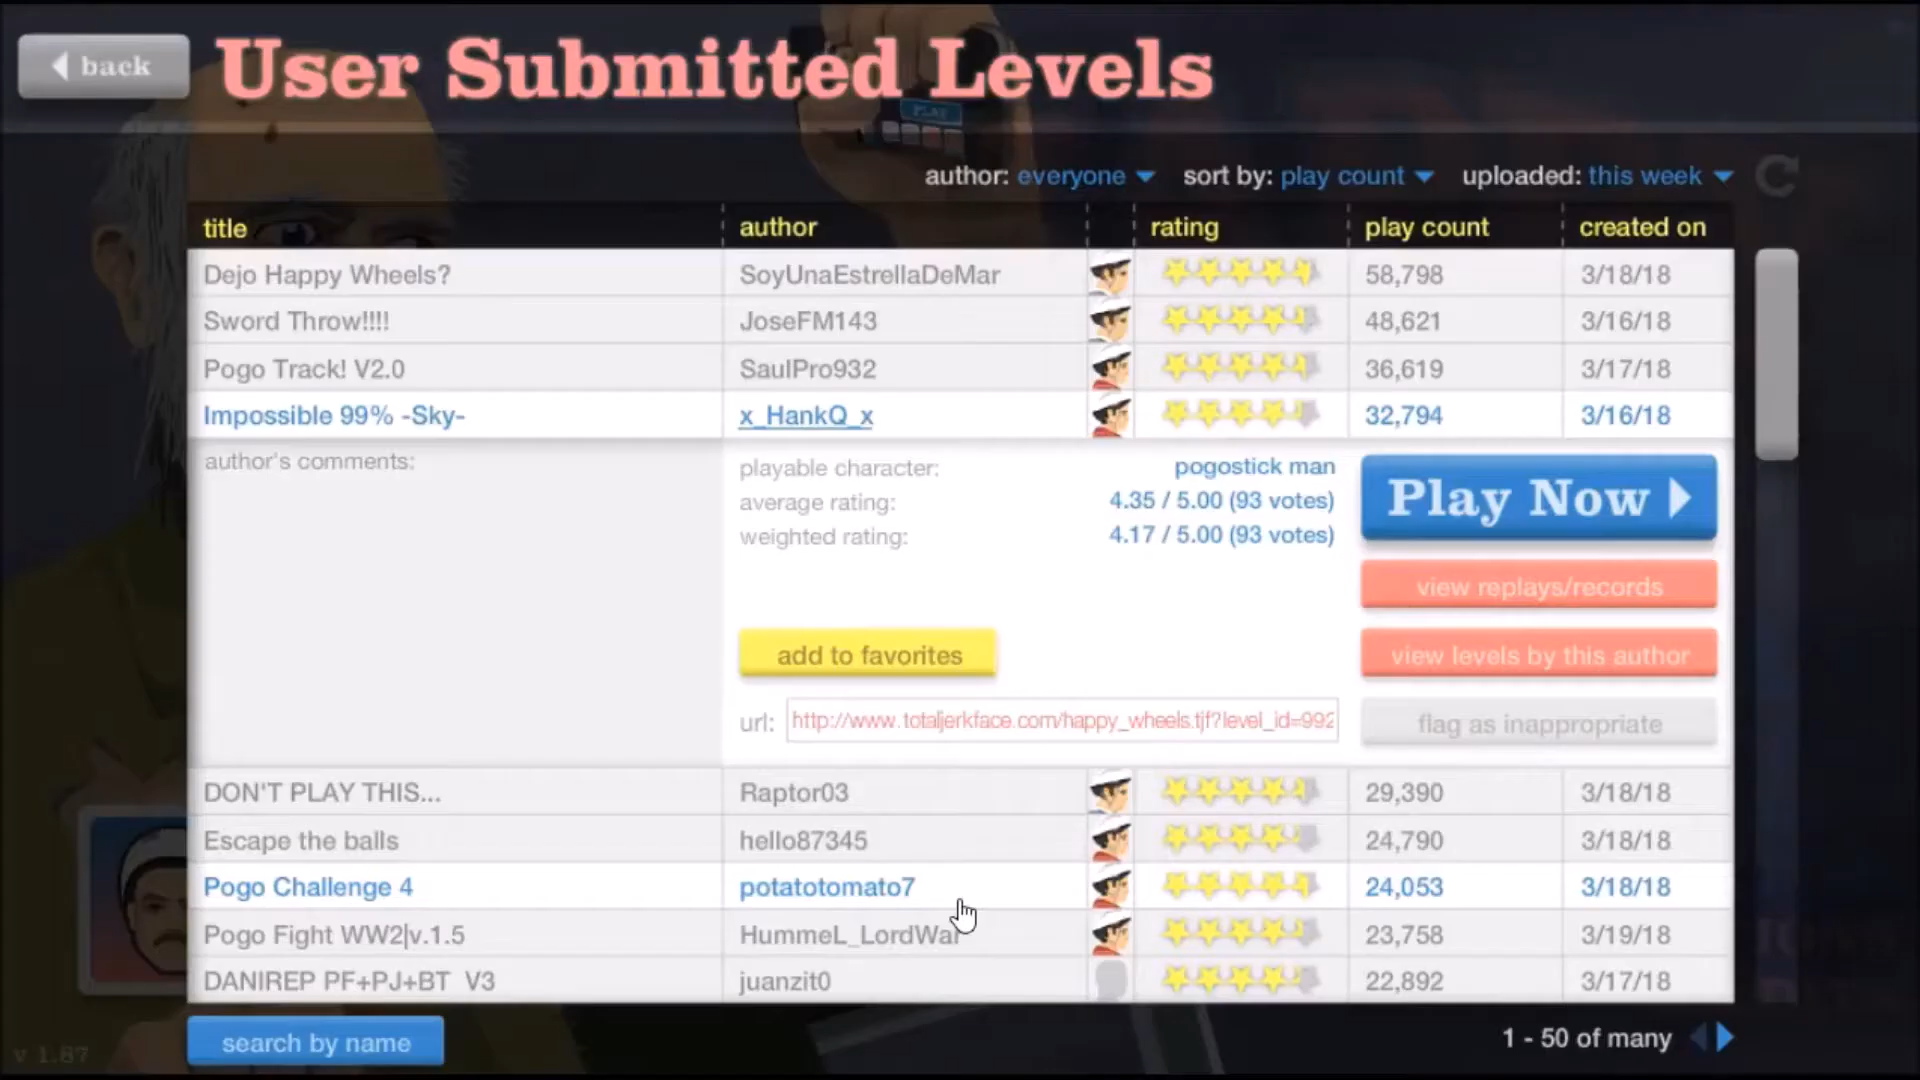 back
User Submitted Levels
PLAY
author: everyone sort by: play count uploaded: this week
title author rating play count created on
Dejo Happy Wheels? SoyUnaEstrellaDeMar 58,798 3/18/18
Sword Throw!!!! JoseFM143 48,621 3/16/18
Pogo Track! V2.0 SaulPro932 36,619 3/17/18
Impossible 99% -Sky- x_HankQ_x 32,794 3/16/18
author's comments:
playable character: pogostick man
average rating: 4.35 / 5.00 (93 votes)
weighted rating: 4.17 / 5.00 (93 votes)
Play Now
view replays/records
add to favorites
view levels by this author
url: http://www.totaljerkface.com/happy_wheels.tjf?level_id=992
flag as inappropriate
DON'T PLAY THIS... Raptor03 29,390 3/18/18
Escape the balls hello87345 24,790 3/18/18
Pogo Challenge 4 potatotomato7 24,053 3/18/18
Pogo Fight WW2|v.1.5 HummeL_LordWar 23,758 3/19/18
DANIREP PF+PJ+BT V3 juanzit0 22,892 3/17/18
search by name
1 - 50 of many
v 1.87